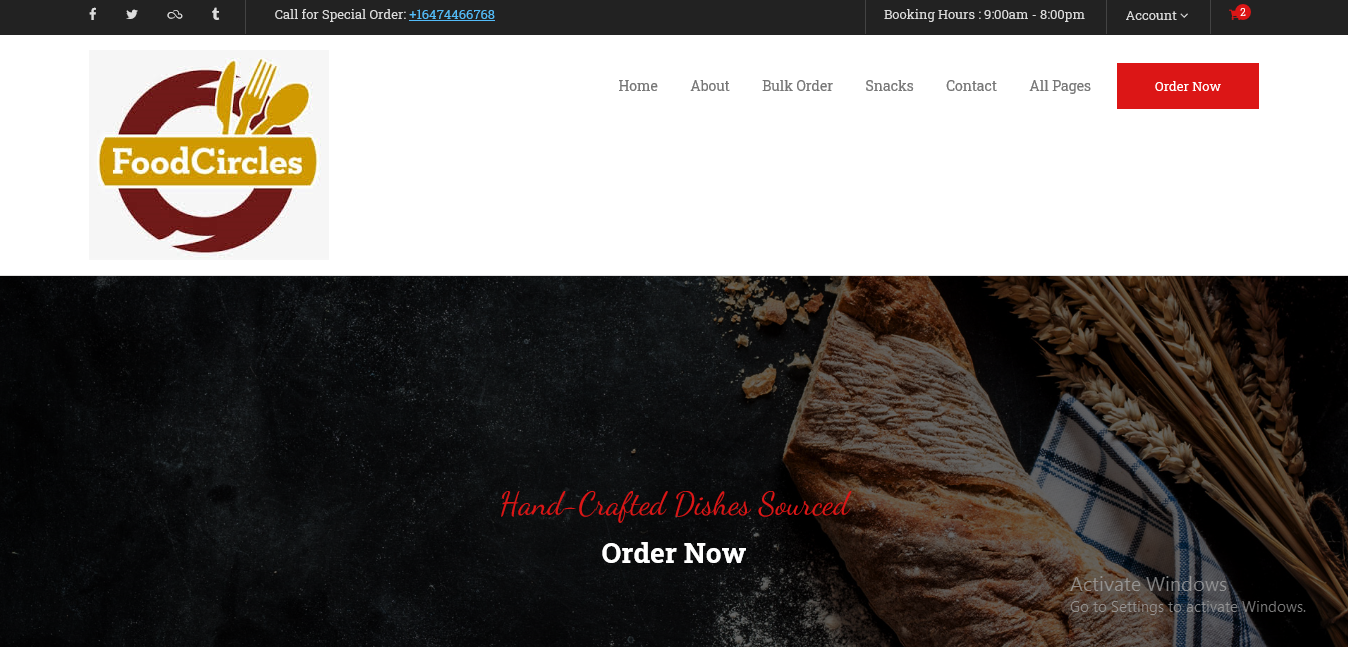 Call for Special Order: +16474466768
Booking Hours : 9:00am - 8:00pm
Account
2
Home About Bulk Order Snacks Contact All Pages Order Now
FoodCircles
Hand-Crafted Dishes Sourced
Order Now
Activate Windows
Go to Settings to activate Windows.